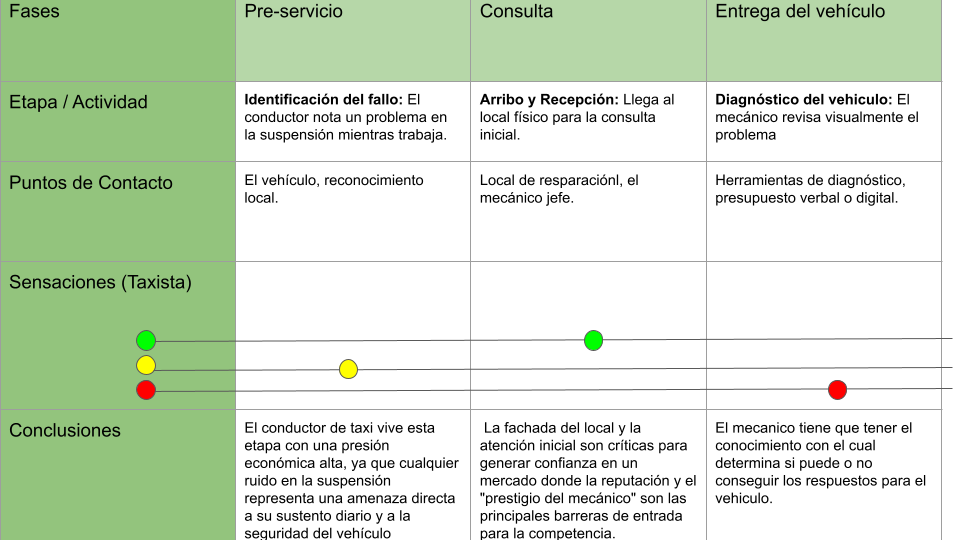 Fases
Pre-servicio
Consulta
Entrega del vehículo
Etapa / Actividad
Identificación del fallo: El
conductor nota un problema en
la suspensión mientras trabaja.
Arribo y Recepción: Llega al
local físico para la consulta
inicial.
Diagnóstico del vehiculo: El
mecánico revisa visualmente el
problema
Puntos de Contacto
El vehículo, reconocimiento
local.
Local de resparaciónl, el
mecánico jefe.
Herramientas de diagnóstico,
presupuesto verbal o digital.
Sensaciones (Taxista)
Conclusiones
El conductor de taxi vive esta
etapa con una presión
económica alta, ya que cualquier
ruido en la suspensión
representa una amenaza directa
a su sustento diario y a la
seguridad del vehículo
La fachada del local y la
atención inicial son críticas para
generar confianza en un
mercado donde la reputación y el
"prestigio del mecánico" son las
principales barreras de entrada
para la competencia.
El mecanico tiene que tener el
conocimiento con el cual
determina si puede o no
conseguir los respuestos para el
vehiculo.